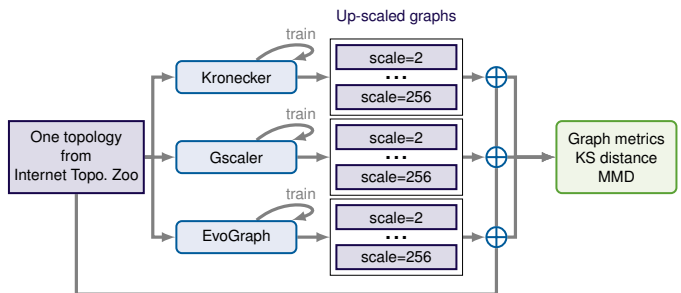 Up-scaled graphs
train
Kronecker
scale=2
...
scale=256
One topology
from
Internet Topo. Zoo
train
Gscaler
scale=2
...
scale=256
Graph metrics
KS distance
MMD
train
EvoGraph
scale=2
...
scale=256